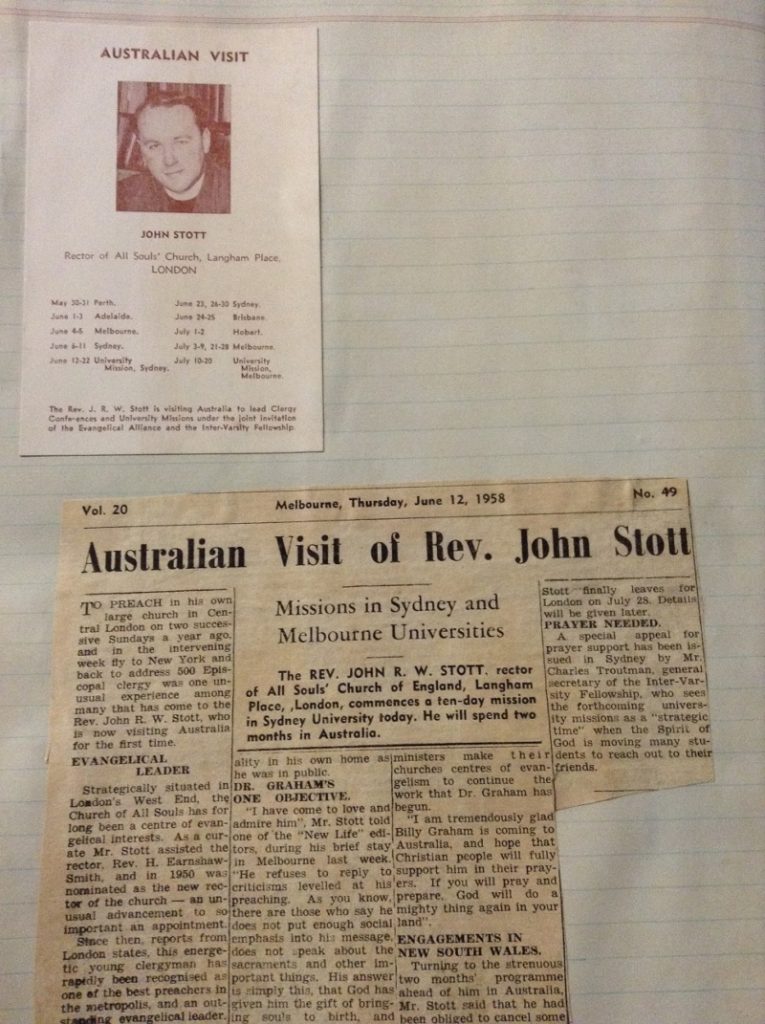 AUSTRALIAN VISIT
JOHN STOTT
Rector of All Souls' Church, Langham Place,
LONDON
May 30-31 Perth.
June 1-3 Adelaide.
June 4-5 Melbourne.
June 6-11 Sydney.
June 12-22 University
Mission, Sydney.
June 23, 26-30 Sydney.
June 24-25 Brisbane.
July 1-2 Hobart.
July 3-9, 21-28 Melbourne.
July 10-20 University
Mission,
Melbourne.
The Rev. J. R. W. Stott is visiting Australia to lead Clergy
Conferences and University Missions under the joint invitation
of the Evangelical Alliance and the Inter-Varsity Fellowship.
Vol. 20 Melbourne, Thursday, June 12, 1958 No. 49
Australian Visit of Rev. John Stott
TO PREACH in his own
large church in Cen-
tral London on two succes-
sive Sundays a year ago,
and in the intervening
week fly to New York and
back to address 500 Epis-
copal clergy was one un-
usual experience among
many that has come to the
Rev. John R. W. Stott, who
is now visiting Australia
for the first time.
EVANGELICAL
LEADER
Strategically situated in
London's West End, the
Church of All Souls has for
long been a centre of evan-
gelical interests. As a cur-
ate Mr. Stott assisted the
rector, Rev. H. Earnshaw-
Smith, and in 1950 was
nominated as the new rec-
tor of the church — an un-
usual advancement to so
important an appointment.
Since then, reports from
London states, this energe-
tic young clergyman has
rapidly been recognised as
one of the best preachers in
the metropolis, and an out-
standing evangelical leader.
Missions in Sydney and
Melbourne Universities
The REV. JOHN R. W. STOTT, rector
of All Souls' Church of England, Langham
Place, ,London, commences a ten-day mission
in Sydney University today. He will spend two
months in Australia.
ality in his own home as
he was in public.
DR. GRAHAM'S
ONE OBJECTIVE.
"I have come to love and
admire him", Mr. Stott told
one of the "New Life" edi-
tors, during his brief stay
in Melbourne last week.
"He refuses to reply to
criticisms levelled at his
preaching. As you know,
there are those who say he
does not put enough social
emphasis into his message,
does not speak about the
sacraments and other im-
portant things. His answer
is simply this, that God has
given him the gift of bring-
ing souls to birth, and
ministers make their
churches centres of evan-
gelism to continue the
work that Dr. Graham has
begun.
"I am tremendously glad
Billy Graham is coming to
Australia, and hope that
Christian people will fully
support him in their pray-
ers. If you will pray and
prepare, God will do a
mighty thing again in your
land".
ENGAGEMENTS IN
NEW SOUTH WALES.
Turning to the strenuous
two months' programme
ahead of him in Australia,
Mr. Stott said that he had
been obliged to cancel some
Stott finally leaves for
London on July 28. Details
will be given later.
PRAYER NEEDED.
A special appeal for
prayer support has been is-
sued in Sydney by Mr.
Charles Troutman, general
secretary of the Inter-Var-
sity Fellowship, who sees
the forthcoming univer-
sity missions as a "strategic
time" when the Spirit of
God is moving many stu-
dents to reach out to their
friends.